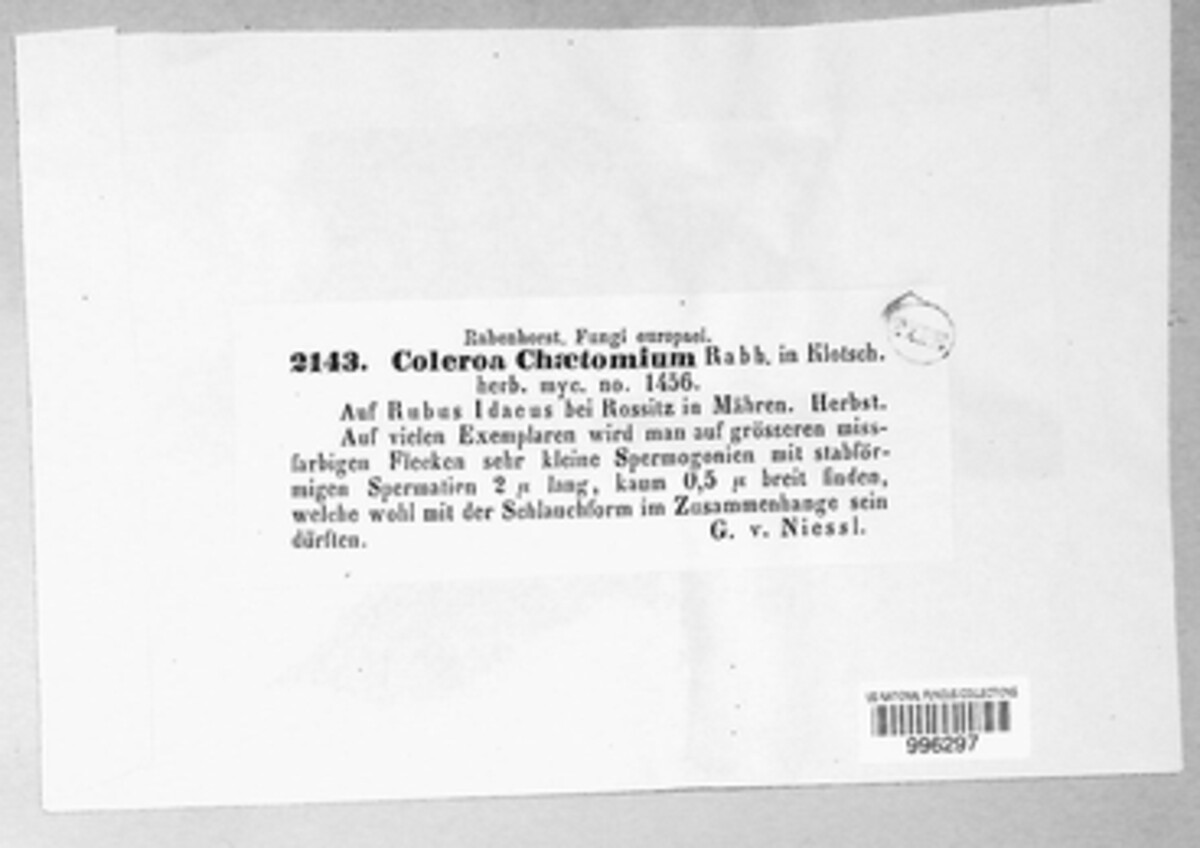 Rabenhorst, Fungi europaei.
2143. Coleroa Chætomium Rabh. in Klotsch.
herb. myc. no. 1456.
Auf Rubus Idaeus bei Rossitz in Mähren. Herbst.
Auf vielen Exemplaren wird man auf grösseren miss-
farbigen Flecken sehr kleine Spermogonien mit stabför-
migen Spermatien 2 µ lang, kaum 0,5 µ breit finden,
welche wohl mit der Schlauchform im Zusammenhange sein
dürften. G. v. Niessl.
US NATIONAL FUNGUS COLLECTIONS
996297